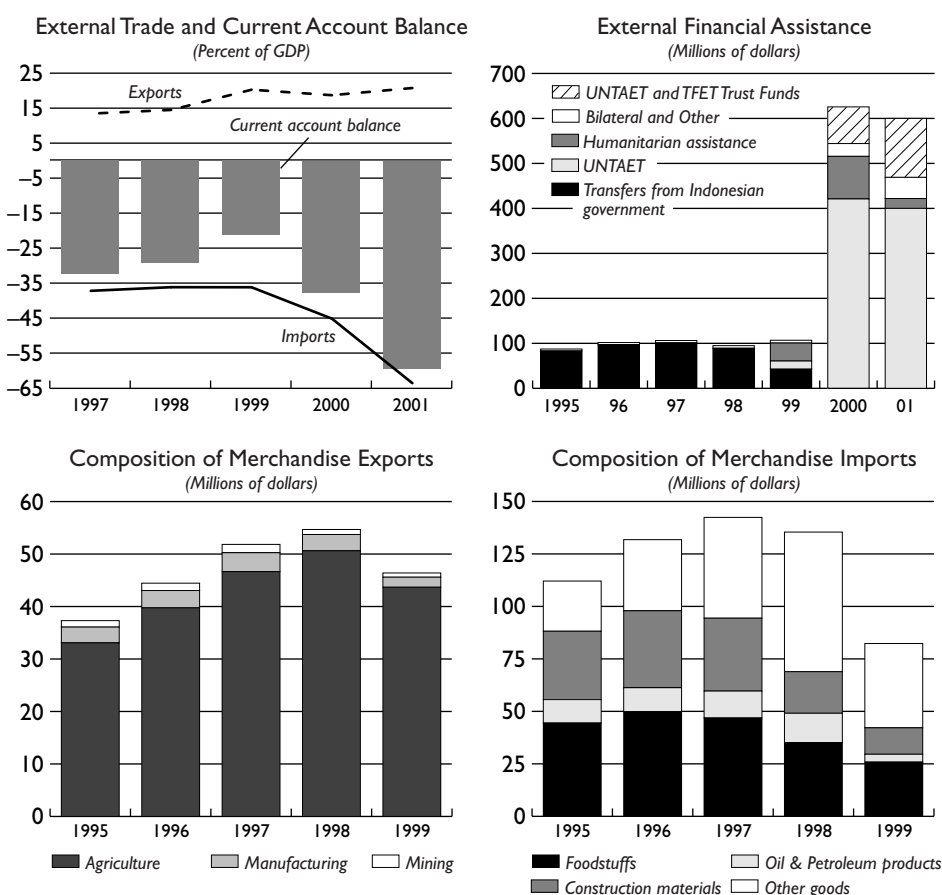 External Trade and Current Account Balance
(Percent of GDP)
25
15
5
–5
–15
–25
–35
–45
–55
–65
Exports
Current account balance
Imports
1997 1998 1999 2000 2001
External Financial Assistance
(Millions of dollars)
700
600
500
400
300
200
100
0
UNTAET and TFET Trust Funds
Bilateral and Other
Humanitarian assistance
UNTAET
Transfers from Indonesian
government
1995 96 97 98 99 2000 01
Composition of Merchandise Exports
(Millions of dollars)
60
50
40
30
20
10
0
1995 1996 1997 1998 1999
Agriculture Manufacturing Mining
Composition of Merchandise Imports
(Millions of dollars)
150
125
100
75
50
25
0
1995 1996 1997 1998 1999
Foodstuffs Oil & Petroleum products
Construction materials Other goods